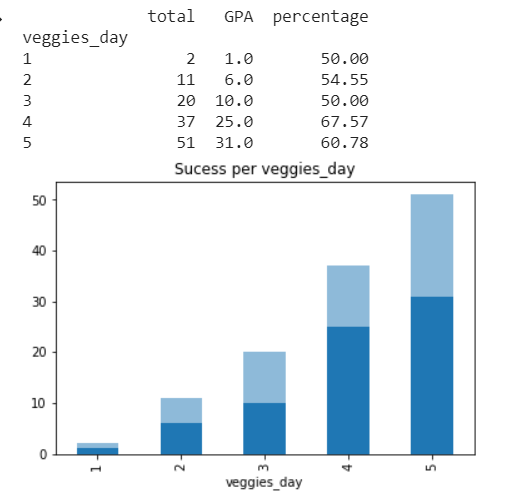 total GPA percentage
veggies_day
1 2 1.0 50.00
2 11 6.0 54.55
3 20 10.0 50.00
4 37 25.0 67.57
5 51 31.0 60.78
Sucess per veggies_day
50
40
30
20
10
0
1 2 3 4 5
veggies_day